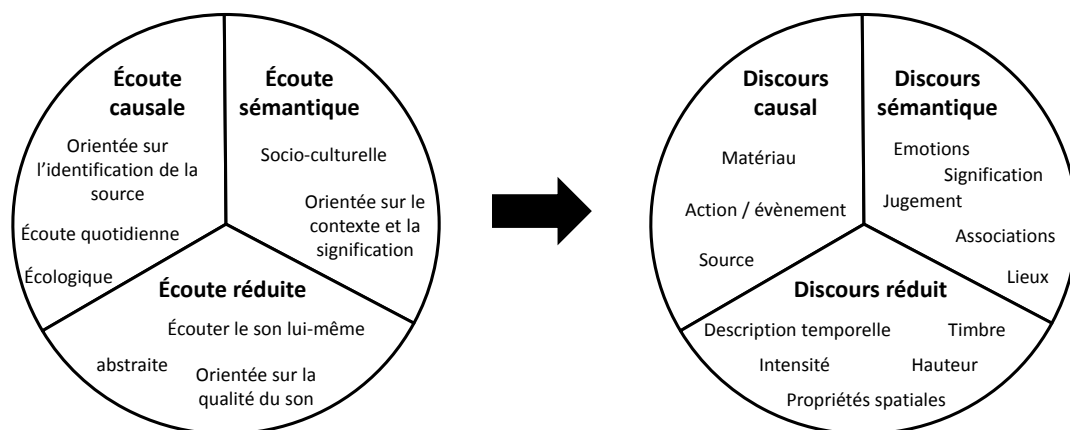 Écoute
causale
Orientée sur
l'identification de la
source
Écoute quotidienne
Écologique
Écoute
sémantique
Socio-culturelle
Orientée sur le
contexte et la
signification
Écoute réduite
Écouter le son lui-même
abstraite
Orientée sur la
qualité du son
Discours
causal
Matériau
Action / évènement
Source
Discours
sémantique
Emotions
Signification
Jugement
Associations
Lieux
Discours réduit
Description temporelle
Timbre
Intensité
Hauteur
Propriétés spatiales